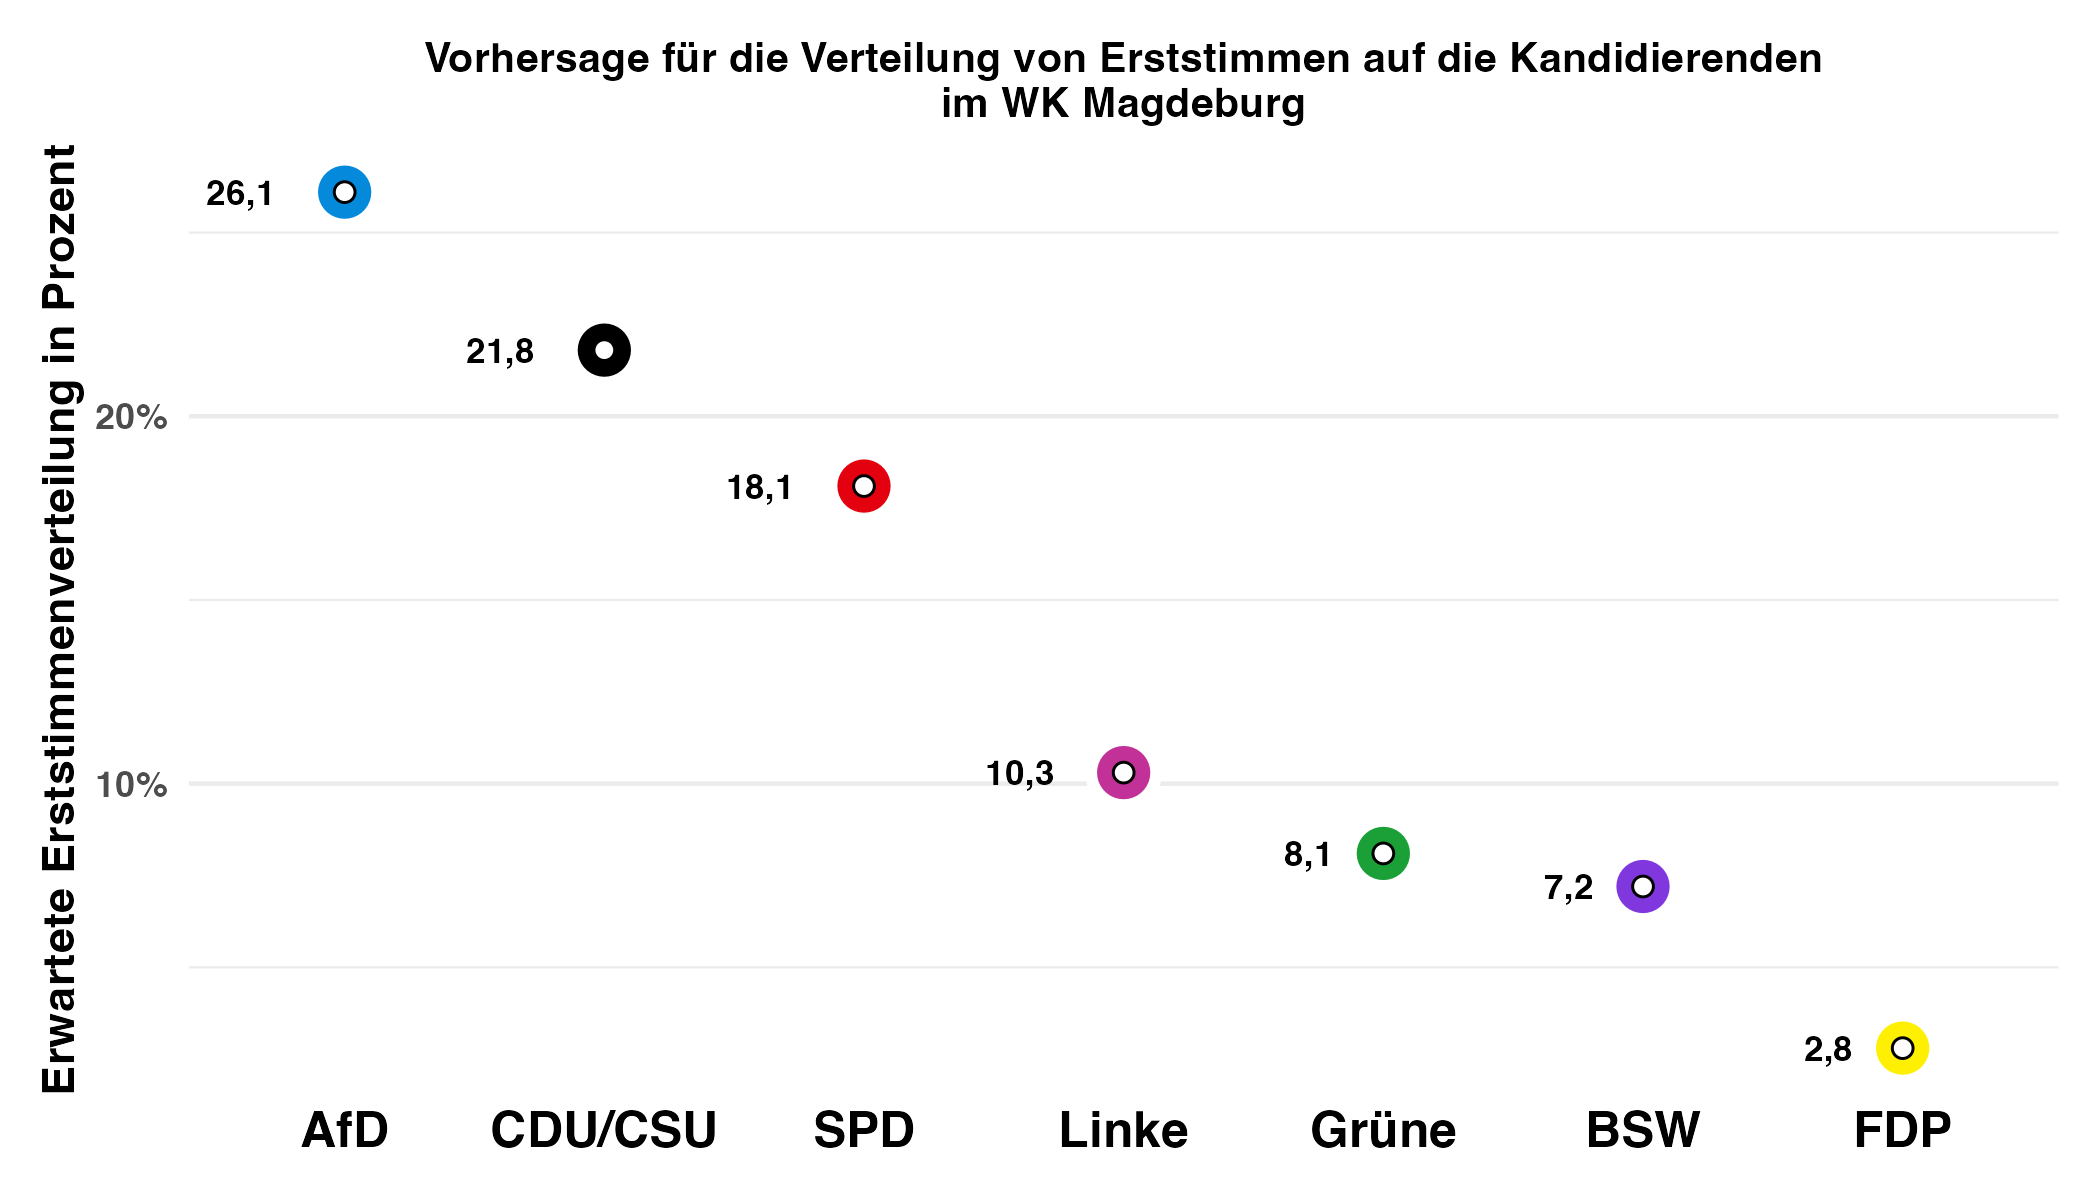 Vorhersage für die Verteilung von Erststimmen auf die Kandidierenden
im WK Magdeburg
Erwartete Erststimmenverteilung in Prozent
26,1
21,8
20%
18,1
10,3
10%
8,1
7,2
2,8
AfD
CDU/CSU
SPD
Linke
Grüne
BSW
FDP